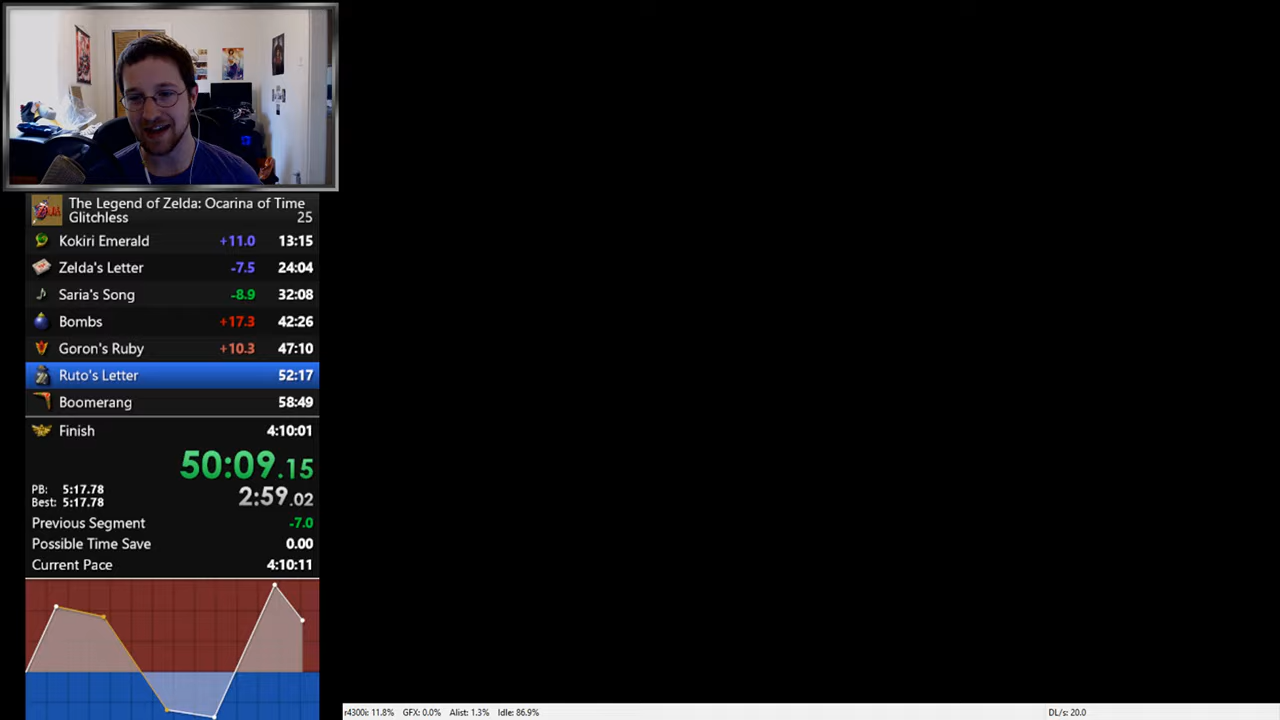 The Legend of Zelda: Ocarina of Time
Glitchless 25
Kokiri Emerald +11.0 13:15
Zelda's Letter -7.5 24:04
Saria's Song -8.9 32:08
Bombs +17.3 42:26
Goron's Ruby +10.3 47:10
Ruto's Letter 52:17
Boomerang 58:49
Finish 4:10:01
50:09.15
PB: 5:17.78
Best: 5:17.78
2:59.02
Previous Segment -7.0
Possible Time Save 0.00
Current Pace 4:10:11
r4300i: 11.8% GFX: 0.0% Alist: 1.3% Idle: 86.9% DL/s: 20.0